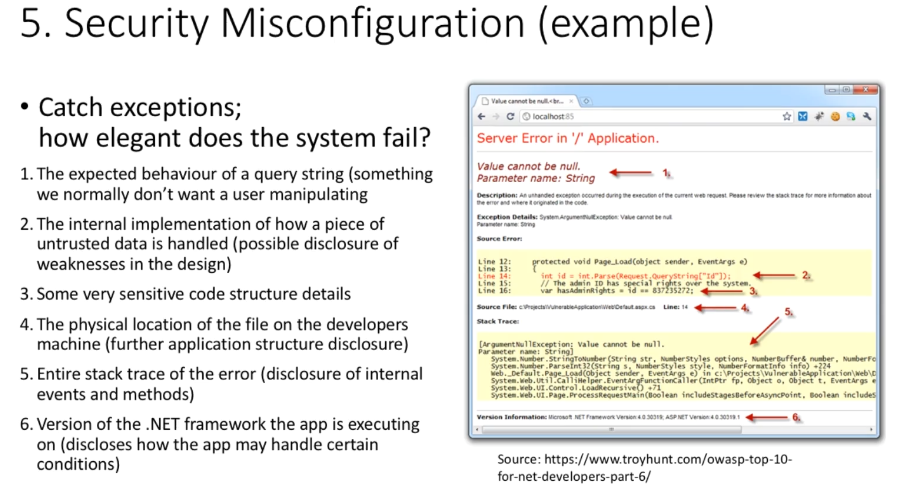 5. Security Misconfiguration (example)
• Catch exceptions;
how elegant does the system fail?
1. The expected behaviour of a query string (something
we normally don't want a user manipulating
2. The internal implementation of how a piece of
untrusted data is handled (possible disclosure of
weaknesses in the design)
3. Some very sensitive code structure details
4. The physical location of the file on the developers
machine (further application structure disclosure)
5. Entire stack trace of the error (disclosure of internal
events and methods)
6. Version of the .NET framework the app is executing
on (discloses how the app may handle certain
conditions)
Value cannot be null.<br...
localhost:85
Server Error in '/' Application.
Value cannot be null.
Parameter name: String
1.
Description: An unhandled exception occurred during the execution of the current web request. Please review the stack trace for more information about
the error and where it originated in the code.
Exception Details: System.ArgumentNullException: Value cannot be null.
Parameter name: String
Source Error:
Line 12: protected void Page_Load(object sender, EventArgs e)
Line 13: {
Line 14: int id = int.Parse(Request.QueryString["Id"]);
2.
Line 15: // The admin ID has special rights over the system.
Line 16: var hasAdminRights = id == 837235272;
3.
Source File: c:\Projects\VulnerableApplication\Web\Default.aspx.cs Line: 14
4.
5.
Stack Trace:
[ArgumentNullException: Value cannot be null.
Parameter name: String]
System.Number.StringToNumber(String str, NumberStyles options, NumberBuffer& number, NumberFo
System.Number.ParseInt32(String s, NumberStyles style, NumberFormatInfo info) +224
Web._Default.Page_Load(Object sender, EventArgs e) in c:\Projects\VulnerableApplication\Web\D
System.Web.Util.CalliHelper.EventArgFunctionCaller(IntPtr fp, Object o, Object t, EventArgs e
System.Web.UI.Control.LoadRecursive() +71
System.Web.UI.Page.ProcessRequestMain(Boolean includeStagesBeforeAsyncPoint, Boolean includeS
Version Information: Microsoft .NET Framework Version:4.0.30319; ASP.NET Version:4.0.30319.1
6.
Source: https://www.troyhunt.com/owasp-top-10-
for-net-developers-part-6/